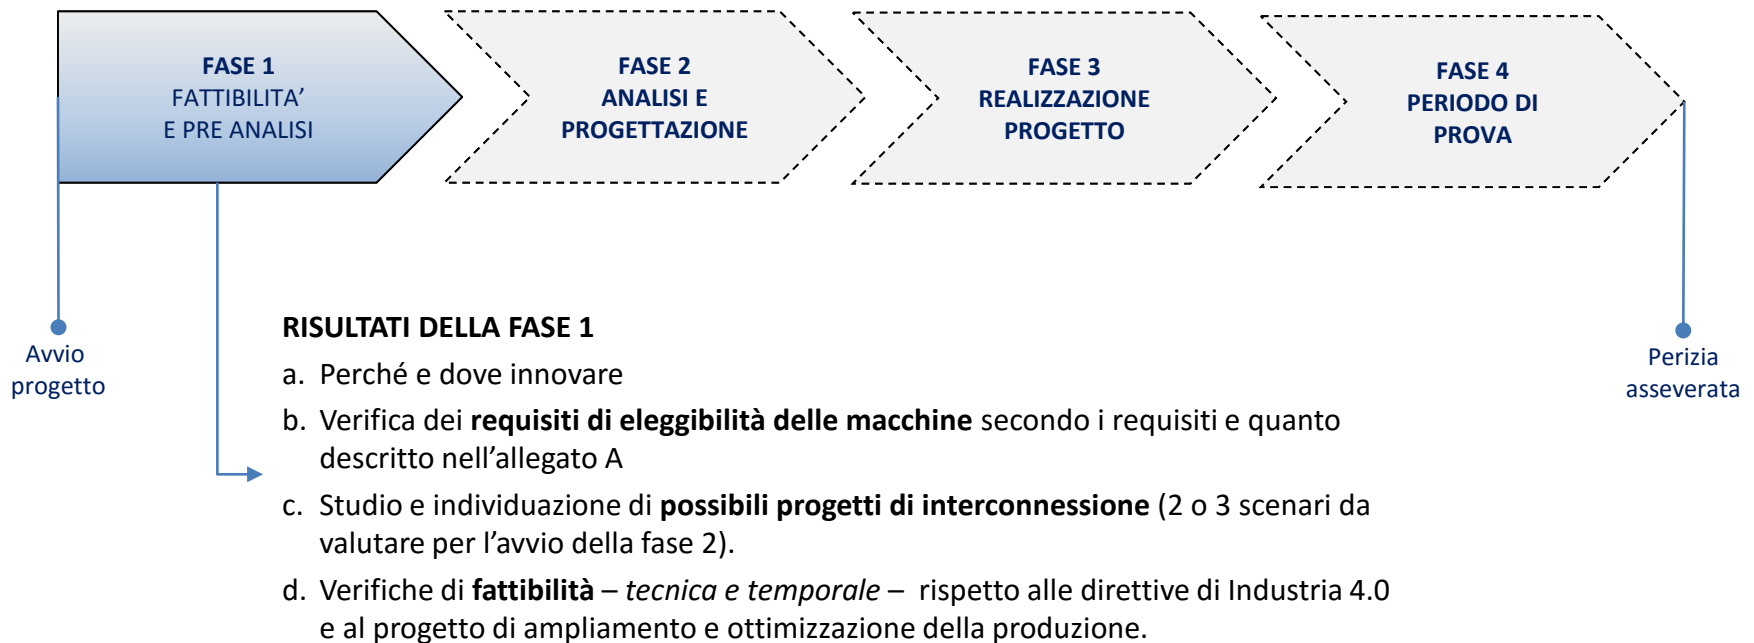 FASE 1
FATTIBILITA’
E PRE ANALISI
FASE 2
ANALISI E
PROGETTAZIONE
FASE 3
REALIZZAZIONE
PROGETTO
FASE 4
PERIODO DI
PROVA
Avvio
progetto
Perizia
asseverata
RISULTATI DELLA FASE 1
a. Perché e dove innovare
b. Verifica dei requisiti di eleggibilità delle macchine secondo i requisiti e quanto
descritto nell’allegato A
c. Studio e individuazione di possibili progetti di interconnessione (2 o 3 scenari da
valutare per l’avvio della fase 2).
d. Verifiche di fattibilità – tecnica e temporale – rispetto alle direttive di Industria 4.0
e al progetto di ampliamento e ottimizzazione della produzione.